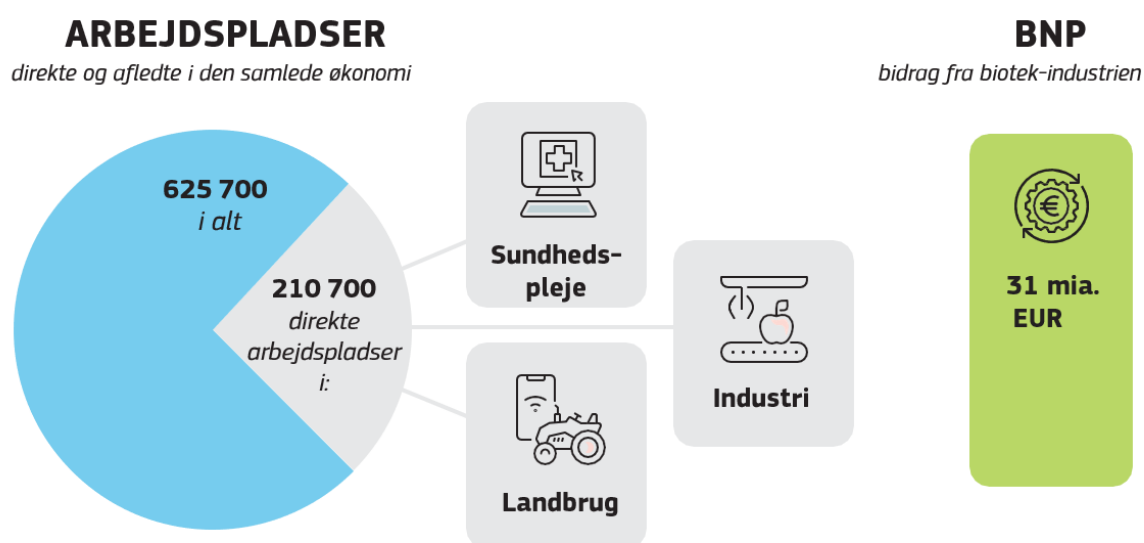 ARBEJDSPLADSER
direkte og afledte i den samlede økonomi
625 700
i alt
210 700
direkte
arbejdspladser
i:
Sundheds-
pleje
Industri
Landbrug
BNP
bidrag fra biotek-industrien
31 mia.
EUR